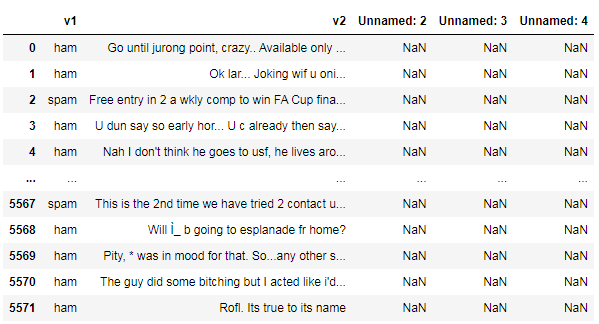 v1 v2 Unnamed: 2 Unnamed: 3 Unnamed: 4
0 ham Go until jurong point, crazy.. Available only ... NaN NaN NaN
1 ham Ok lar... Joking wif u oni... NaN NaN NaN
2 spam Free entry in 2 a wkly comp to win FA Cup fina... NaN NaN NaN
3 ham U dun say so early hor... U c already then say... NaN NaN NaN
4 ham Nah I don't think he goes to usf, he lives aro... NaN NaN NaN
... ... ... ... ... ...
5567 spam This is the 2nd time we have tried 2 contact u... NaN NaN NaN
5568 ham Will Ì_ b going to esplanade fr home? NaN NaN NaN
5569 ham Pity, * was in mood for that. So...any other s... NaN NaN NaN
5570 ham The guy did some bitching but I acted like i'd... NaN NaN NaN
5571 ham Rofl. Its true to its name NaN NaN NaN